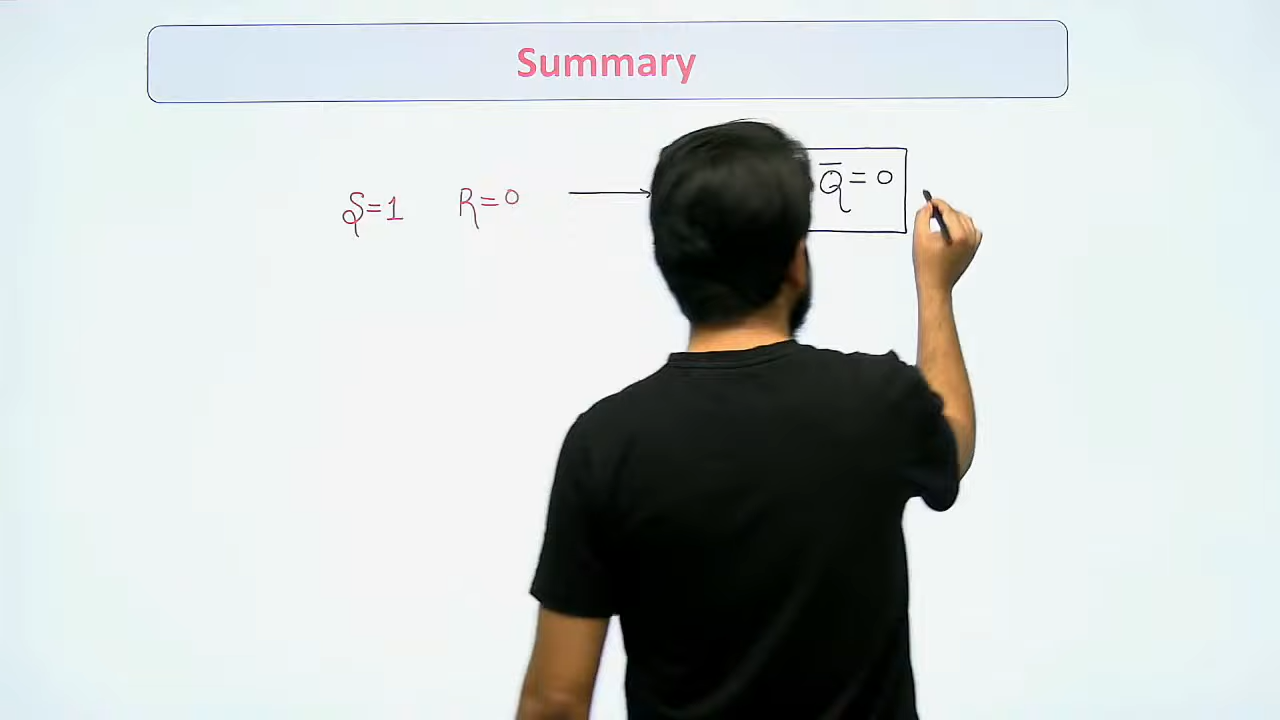 Summary
S=1 R=0 → Q̅ = 0